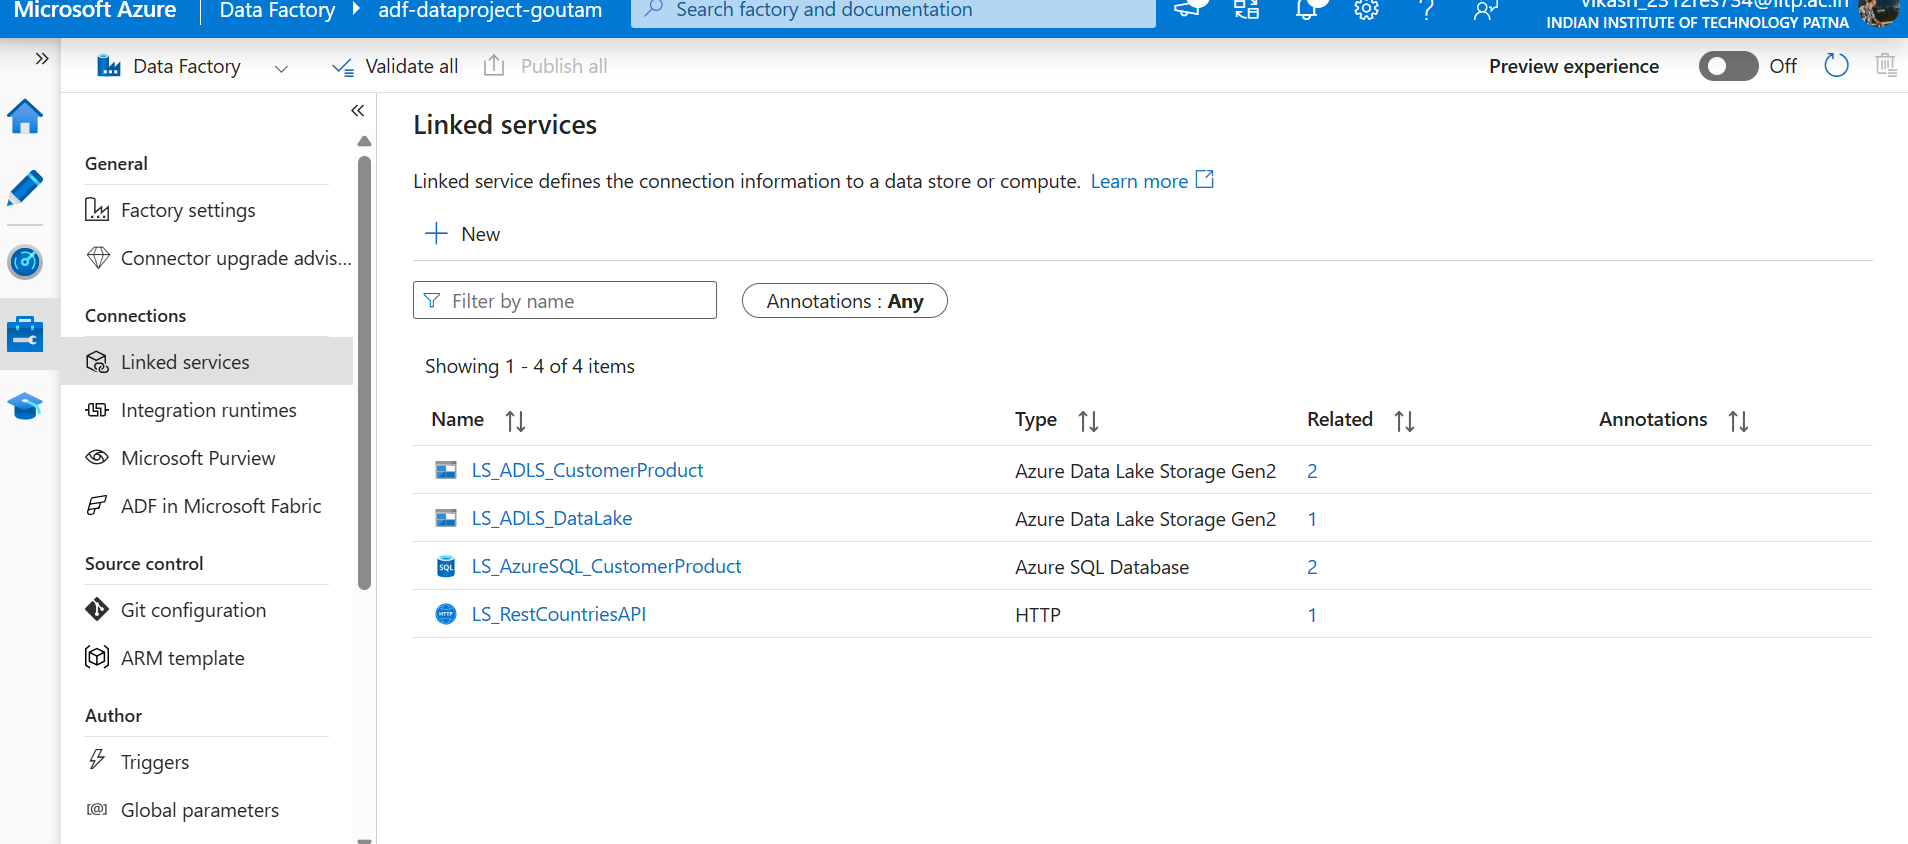 Microsoft Azure
Data Factory
adf-dataproject-goutam
Search factory and documentation
vikash_2312res734@iitp.ac.in
INDIAN INSTITUTE OF TECHNOLOGY PATNA
Data Factory
Validate all
Publish all
Preview experience
Off
General
Factory settings
Connector upgrade advis...
Connections
Linked services
Integration runtimes
Microsoft Purview
ADF in Microsoft Fabric
Source control
Git configuration
ARM template
Author
Triggers
Global parameters
Linked services
Linked service defines the connection information to a data store or compute. Learn more
New
Filter by name
Annotations : Any
Showing 1 - 4 of 4 items
Name Type Related Annotations
LS_ADLS_CustomerProduct Azure Data Lake Storage Gen2 2
LS_ADLS_DataLake Azure Data Lake Storage Gen2 1
SQL LS_AzureSQL_CustomerProduct Azure SQL Database 2
HTTP LS_RestCountriesAPI HTTP 1